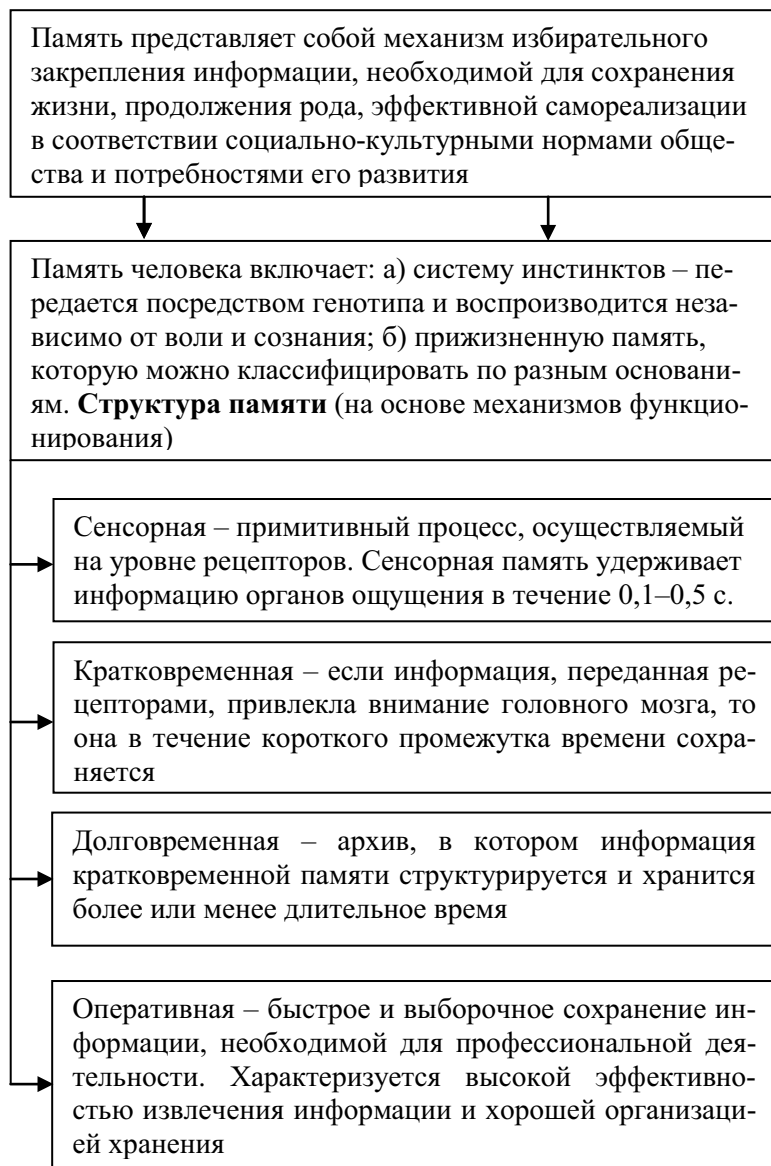 Память представляет собой механизм избирательного
закрепления информации, необходимой для сохранения
жизни, продолжения рода, эффективной самореализации
в соответствии социально-культурными нормами обще-
ства и потребностями его развития
Память человека включает: а) систему инстинктов – пе-
редается посредством генотипа и воспроизводится неза-
висимо от воли и сознания; б) прижизненную память,
которую можно классифицировать по разным основани-
ям. Структура памяти (на основе механизмов функцио-
нирования)
Сенсорная – примитивный процесс, осуществляемый
на уровне рецепторов. Сенсорная память удерживает
информацию органов ощущения в течение 0,1–0,5 с.
Кратковременная – если информация, переданная ре-
цепторами, привлекла внимание головного мозга, то
она в течение короткого промежутка времени сохра-
няется
Долговременная – архив, в котором информация
кратковременной памяти структурируется и хранится
более или менее длительное время
Оперативная – быстрое и выборочное сохранение ин-
формации, необходимой для профессиональной дея-
тельности. Характеризуется высокой эффективно-
стью извлечения информации и хорошей организаци-
ей хранения